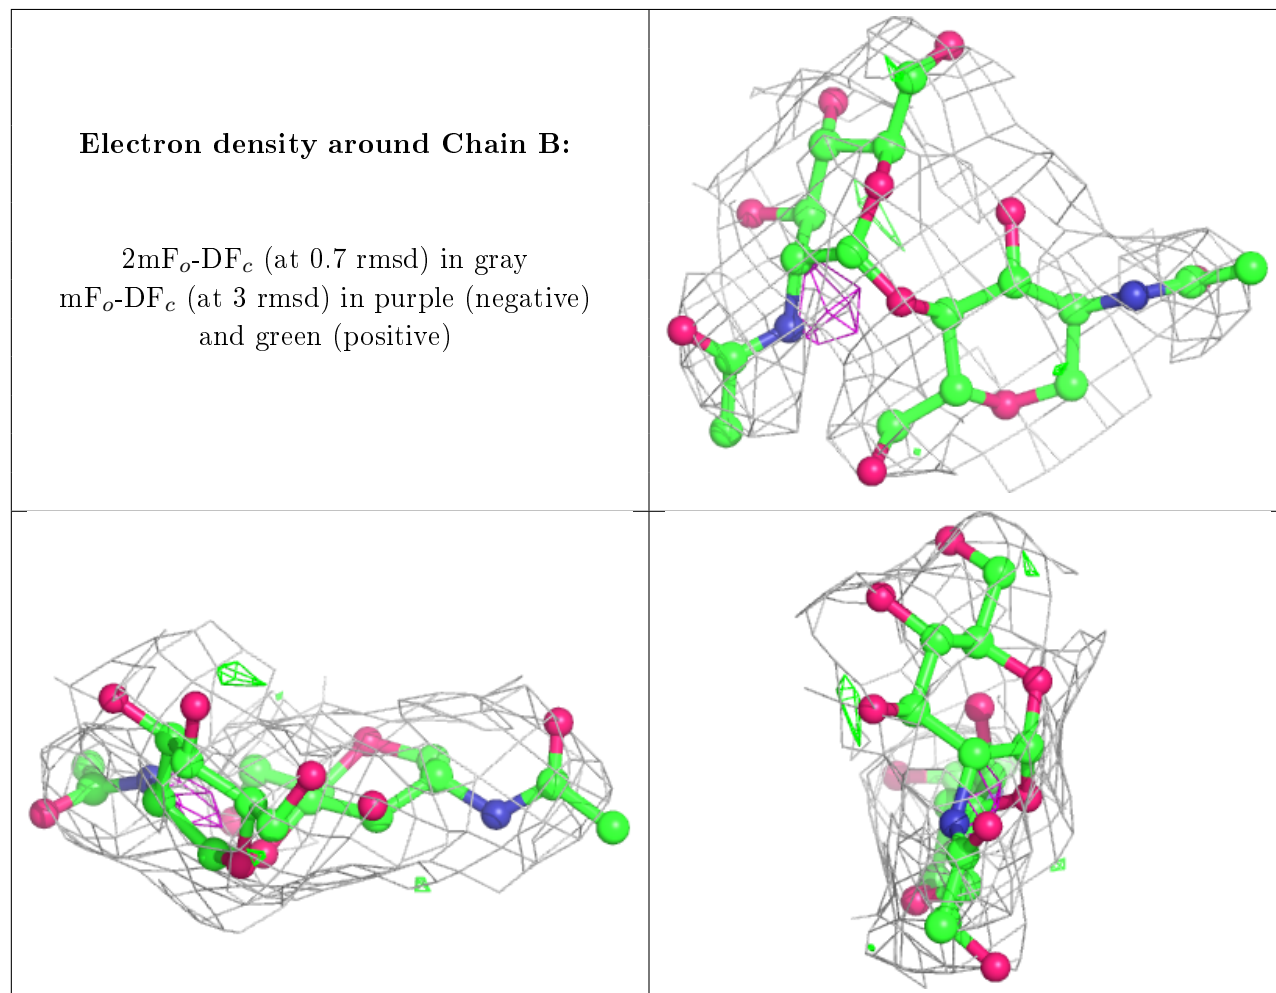 Electron density around Chain B:
2mFₒ-DF𝒸 (at 0.7 rmsd) in gray
mFₒ-DF𝒸 (at 3 rmsd) in purple (negative)
and green (positive)